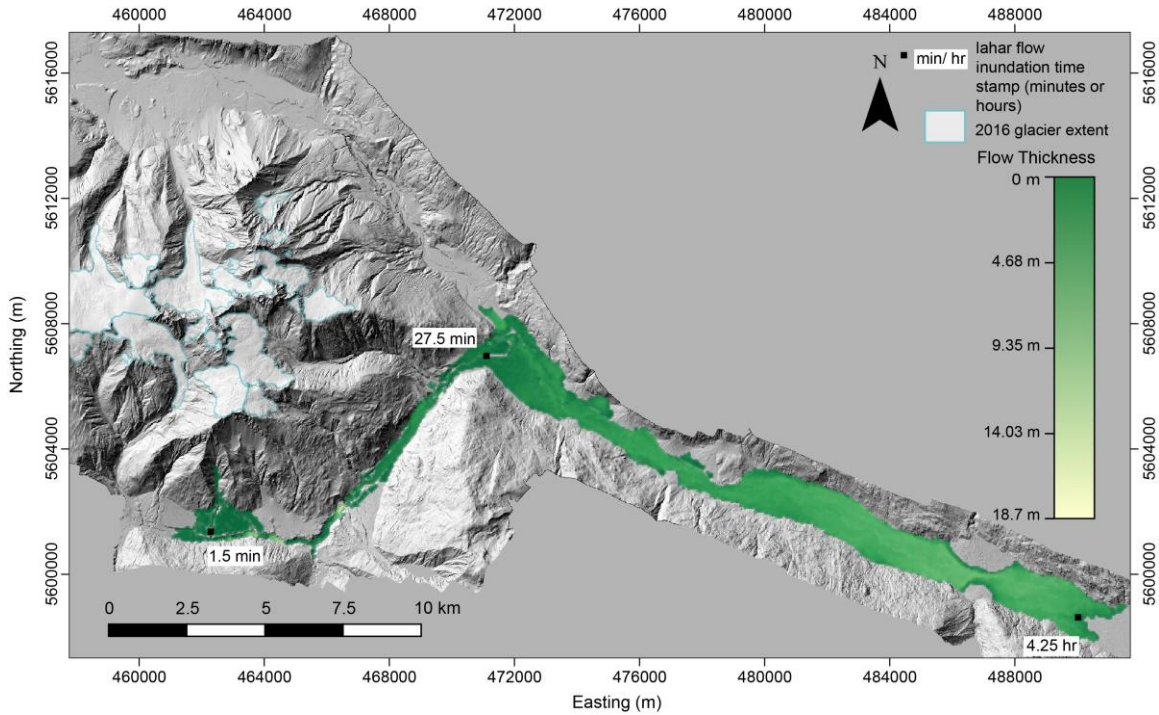 460000 464000 468000 472000 476000 480000 484000 488000
5616000
5612000
5608000
5604000
5600000
Northing (m)
N
min/ hr
lahar flow
inundation time
stamp (minutes or
hours)
2016 glacier extent
Flow Thickness
0 m
4.68 m
9.35 m
14.03 m
18.7 m
27.5 min
1.5 min
4.25 hr
0 2.5 5 7.5 10 km
5616000
5612000
5608000
5604000
5600000
460000 464000 468000 472000 476000 480000 484000 488000
Easting (m)